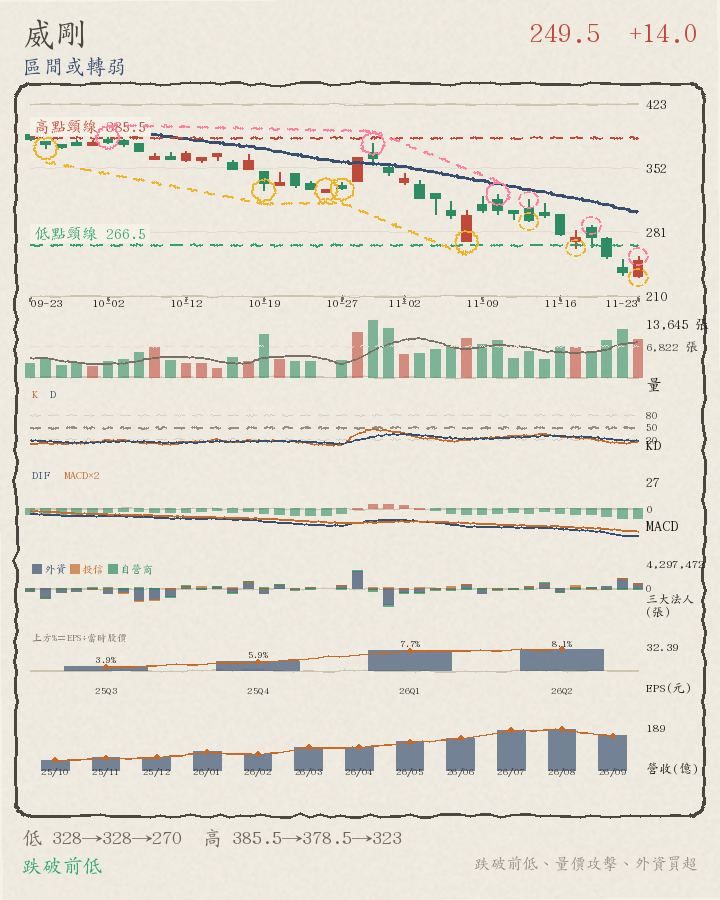 威剛
249.5 +14.0
區間或轉弱
423
高點頸線 385.5
352
低點頸線 266.5
281
210
09-23 10-02 10-12 10-19 10-27 11-02 11-09 11-16 11-23
13,645 張
6,822 張
量
K D
80
50
20
KD
DIF MACD×2
27
0
MACD
外資 投信 自營商
4,297,472
0
三大法人
(張)
上方%=EPS÷當時股價
3.9% 5.9% 7.7% 8.1%
32.39
25Q3 25Q4 26Q1 26Q2
EPS(元)
189
25/10 25/11 25/12 26/01 26/02 26/03 26/04 26/05 26/06 26/07 26/08 26/09
營收(億)
低 328→328→270 高 385.5→378.5→323
跌破前低
跌破前低、量價攻擊、外資買超